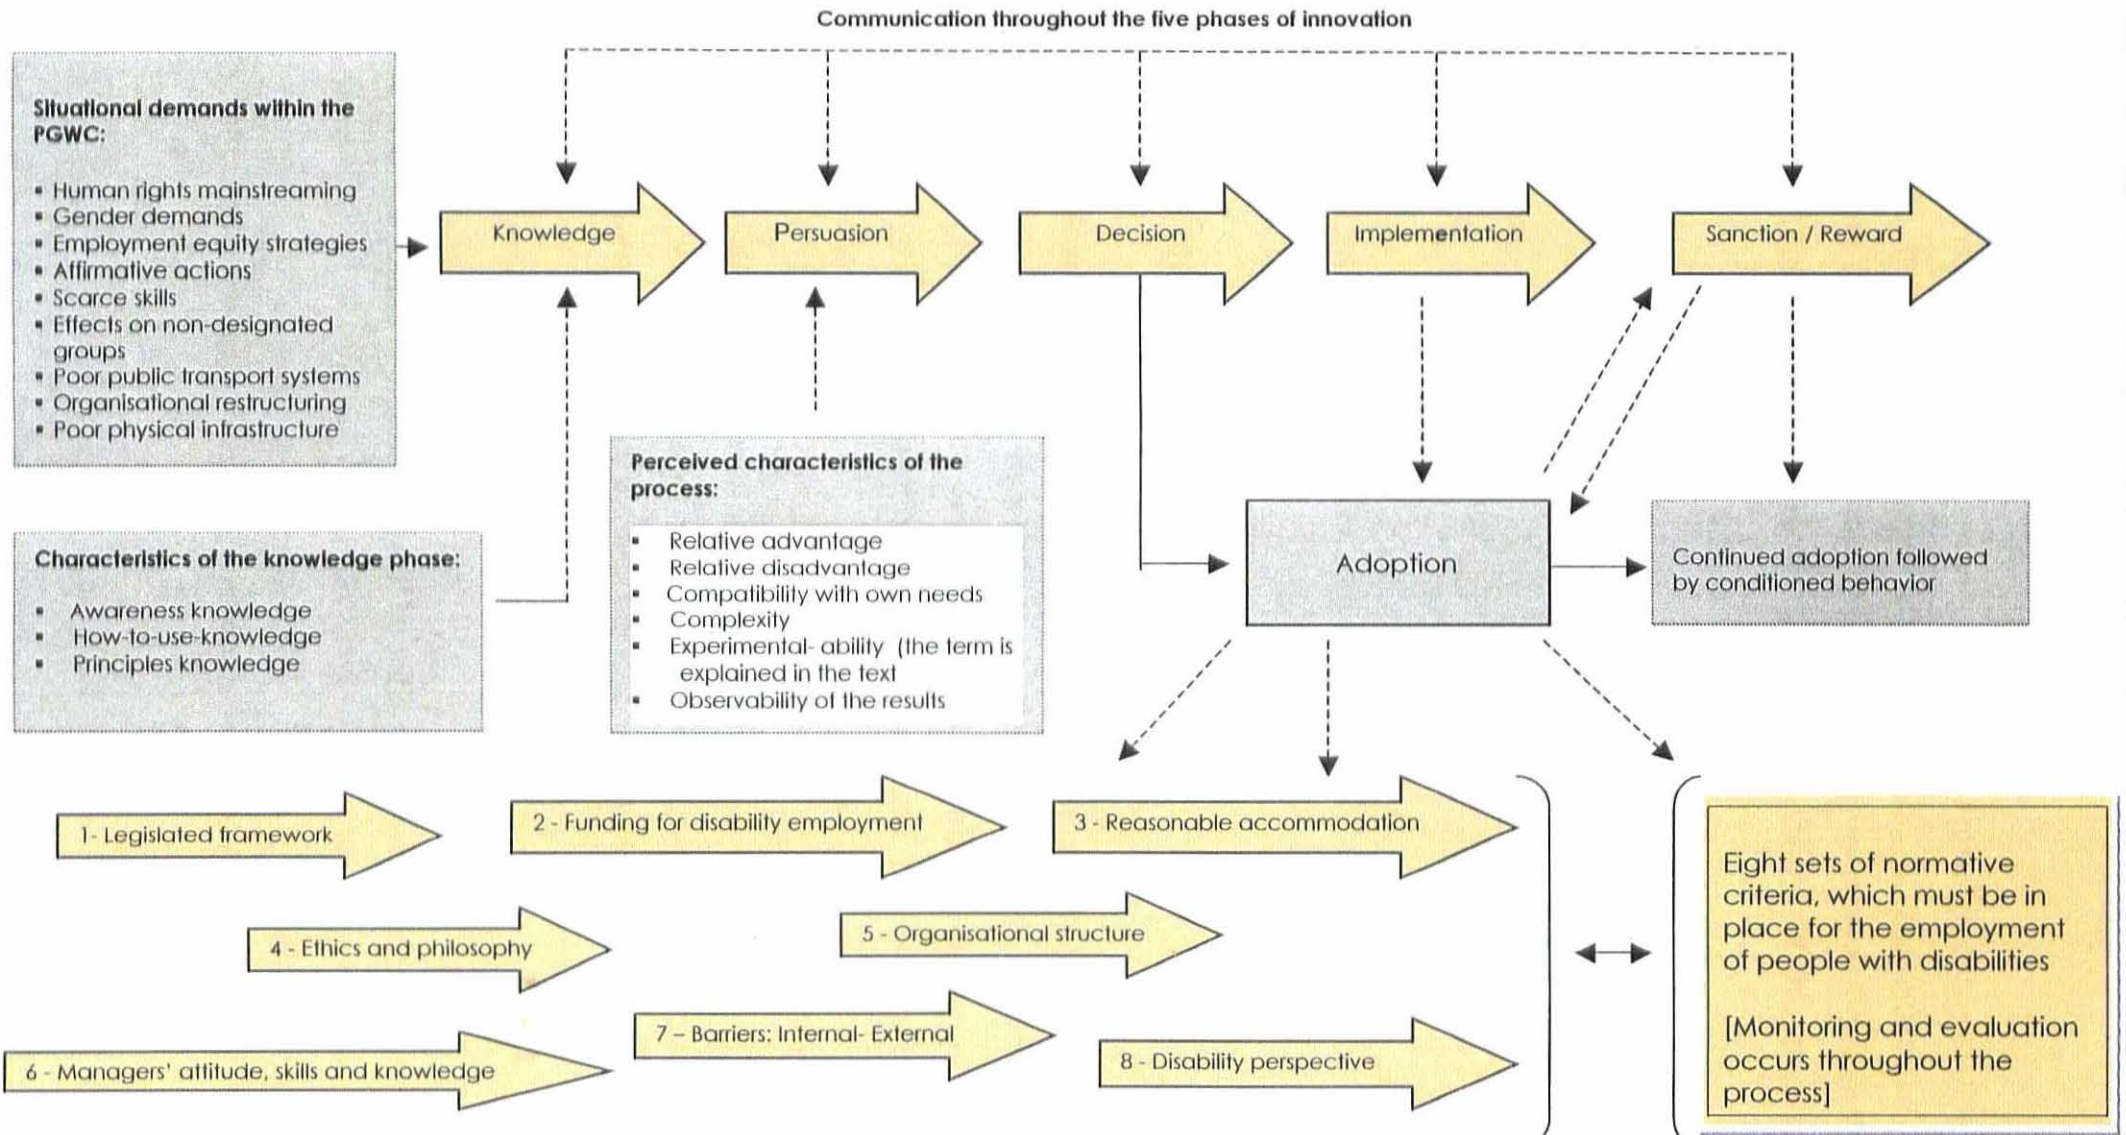 Communication throughout the five phases of innovation
Situational demands within the
PGWC:
▪ Human rights mainstreaming
▪ Gender demands
▪ Employment equity strategies
▪ Affirmative actions
▪ Scarce skills
▪ Effects on non-designated
groups
▪ Poor public transport systems
▪ Organisational restructuring
▪ Poor physical infrastructure
Knowledge
Persuasion
Decision
Implementation
Sanction / Reward
Characteristics of the knowledge phase:
▪ Awareness knowledge
▪ How-to-use-knowledge
▪ Principles knowledge
Perceived characteristics of the
process:
▪ Relative advantage
▪ Relative disadvantage
▪ Compatibility with own needs
▪ Complexity
▪ Experimental- ability (the term is
explained in the text
▪ Observability of the results
Adoption
Continued adoption followed
by conditioned behavior
1- Legislated framework
2 - Funding for disability employment
3 - Reasonable accommodation
4 - Ethics and philosophy
5 - Organisational structure
6 - Managers' attitude, skills and knowledge
7 – Barriers: Internal- External
8 - Disability perspective
Eight sets of normative
criteria, which must be in
place for the employment
of people with disabilities
[Monitoring and evaluation
occurs throughout the
process]